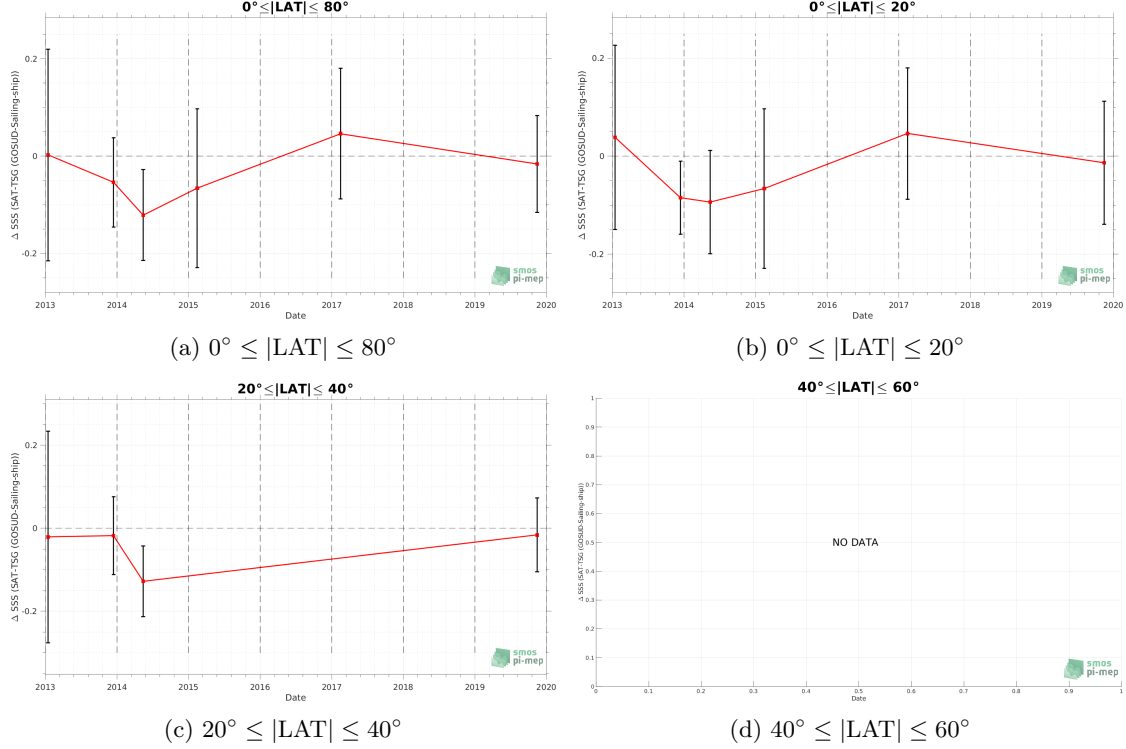 0°≤|LAT|≤ 80°
Δ SSS (SAT-TSG (GOSUD-Sailing-ship))
0.2
0
-0.2
2013 2014 2015 2016 2017 2018 2019 2020
Date
smos
pi-mep
(a) 0° ≤ |LAT| ≤ 80°
0°≤|LAT|≤ 20°
Δ SSS (SAT-TSG (GOSUD-Sailing-ship))
0.2
0
-0.2
2013 2014 2015 2016 2017 2018 2019 2020
Date
smos
pi-mep
(b) 0° ≤ |LAT| ≤ 20°
20°≤|LAT|≤ 40°
Δ SSS (SAT-TSG (GOSUD-Sailing-ship))
0.2
0
-0.2
2013 2014 2015 2016 2017 2018 2019 2020
Date
smos
pi-mep
(c) 20° ≤ |LAT| ≤ 40°
40°≤|LAT|≤ 60°
Δ SSS (SAT-TSG (GOSUD-Sailing-ship))
1
0.9
0.8
0.7
0.6
0.5
0.4
0.3
0.2
0.1
0
NO DATA
0 0.1 0.2 0.3 0.4 0.5 0.6 0.7 0.8 0.9 1
Date
smos
pi-mep
(d) 40° ≤ |LAT| ≤ 60°